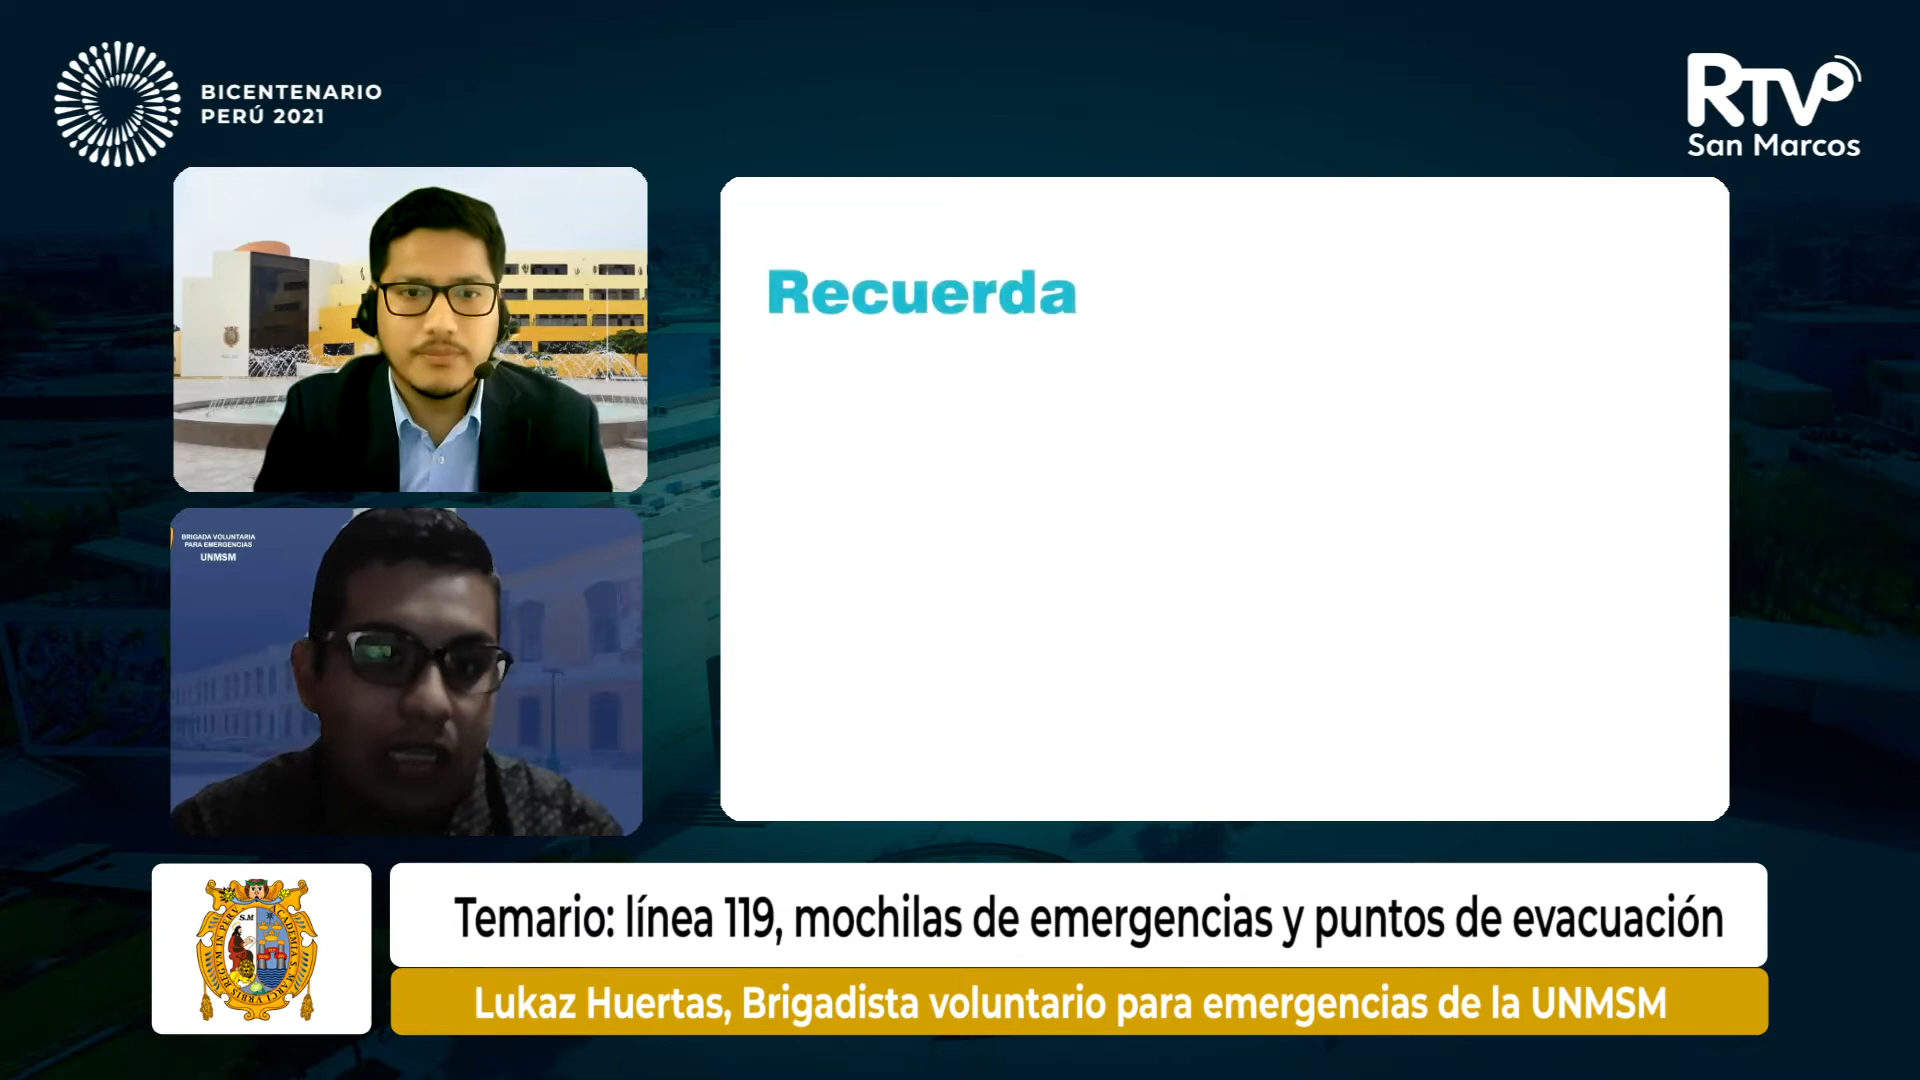 BICENTENARIO
PERÚ 2021
RTV
San Marcos
Recuerda
BRIGADA VOLUNTARIA
PARA EMERGENCIAS
UNMSM
S.M
Temario: línea 119, mochilas de emergencias y puntos de evacuación
Lukaz Huertas, Brigadista voluntario para emergencias de la UNMSM